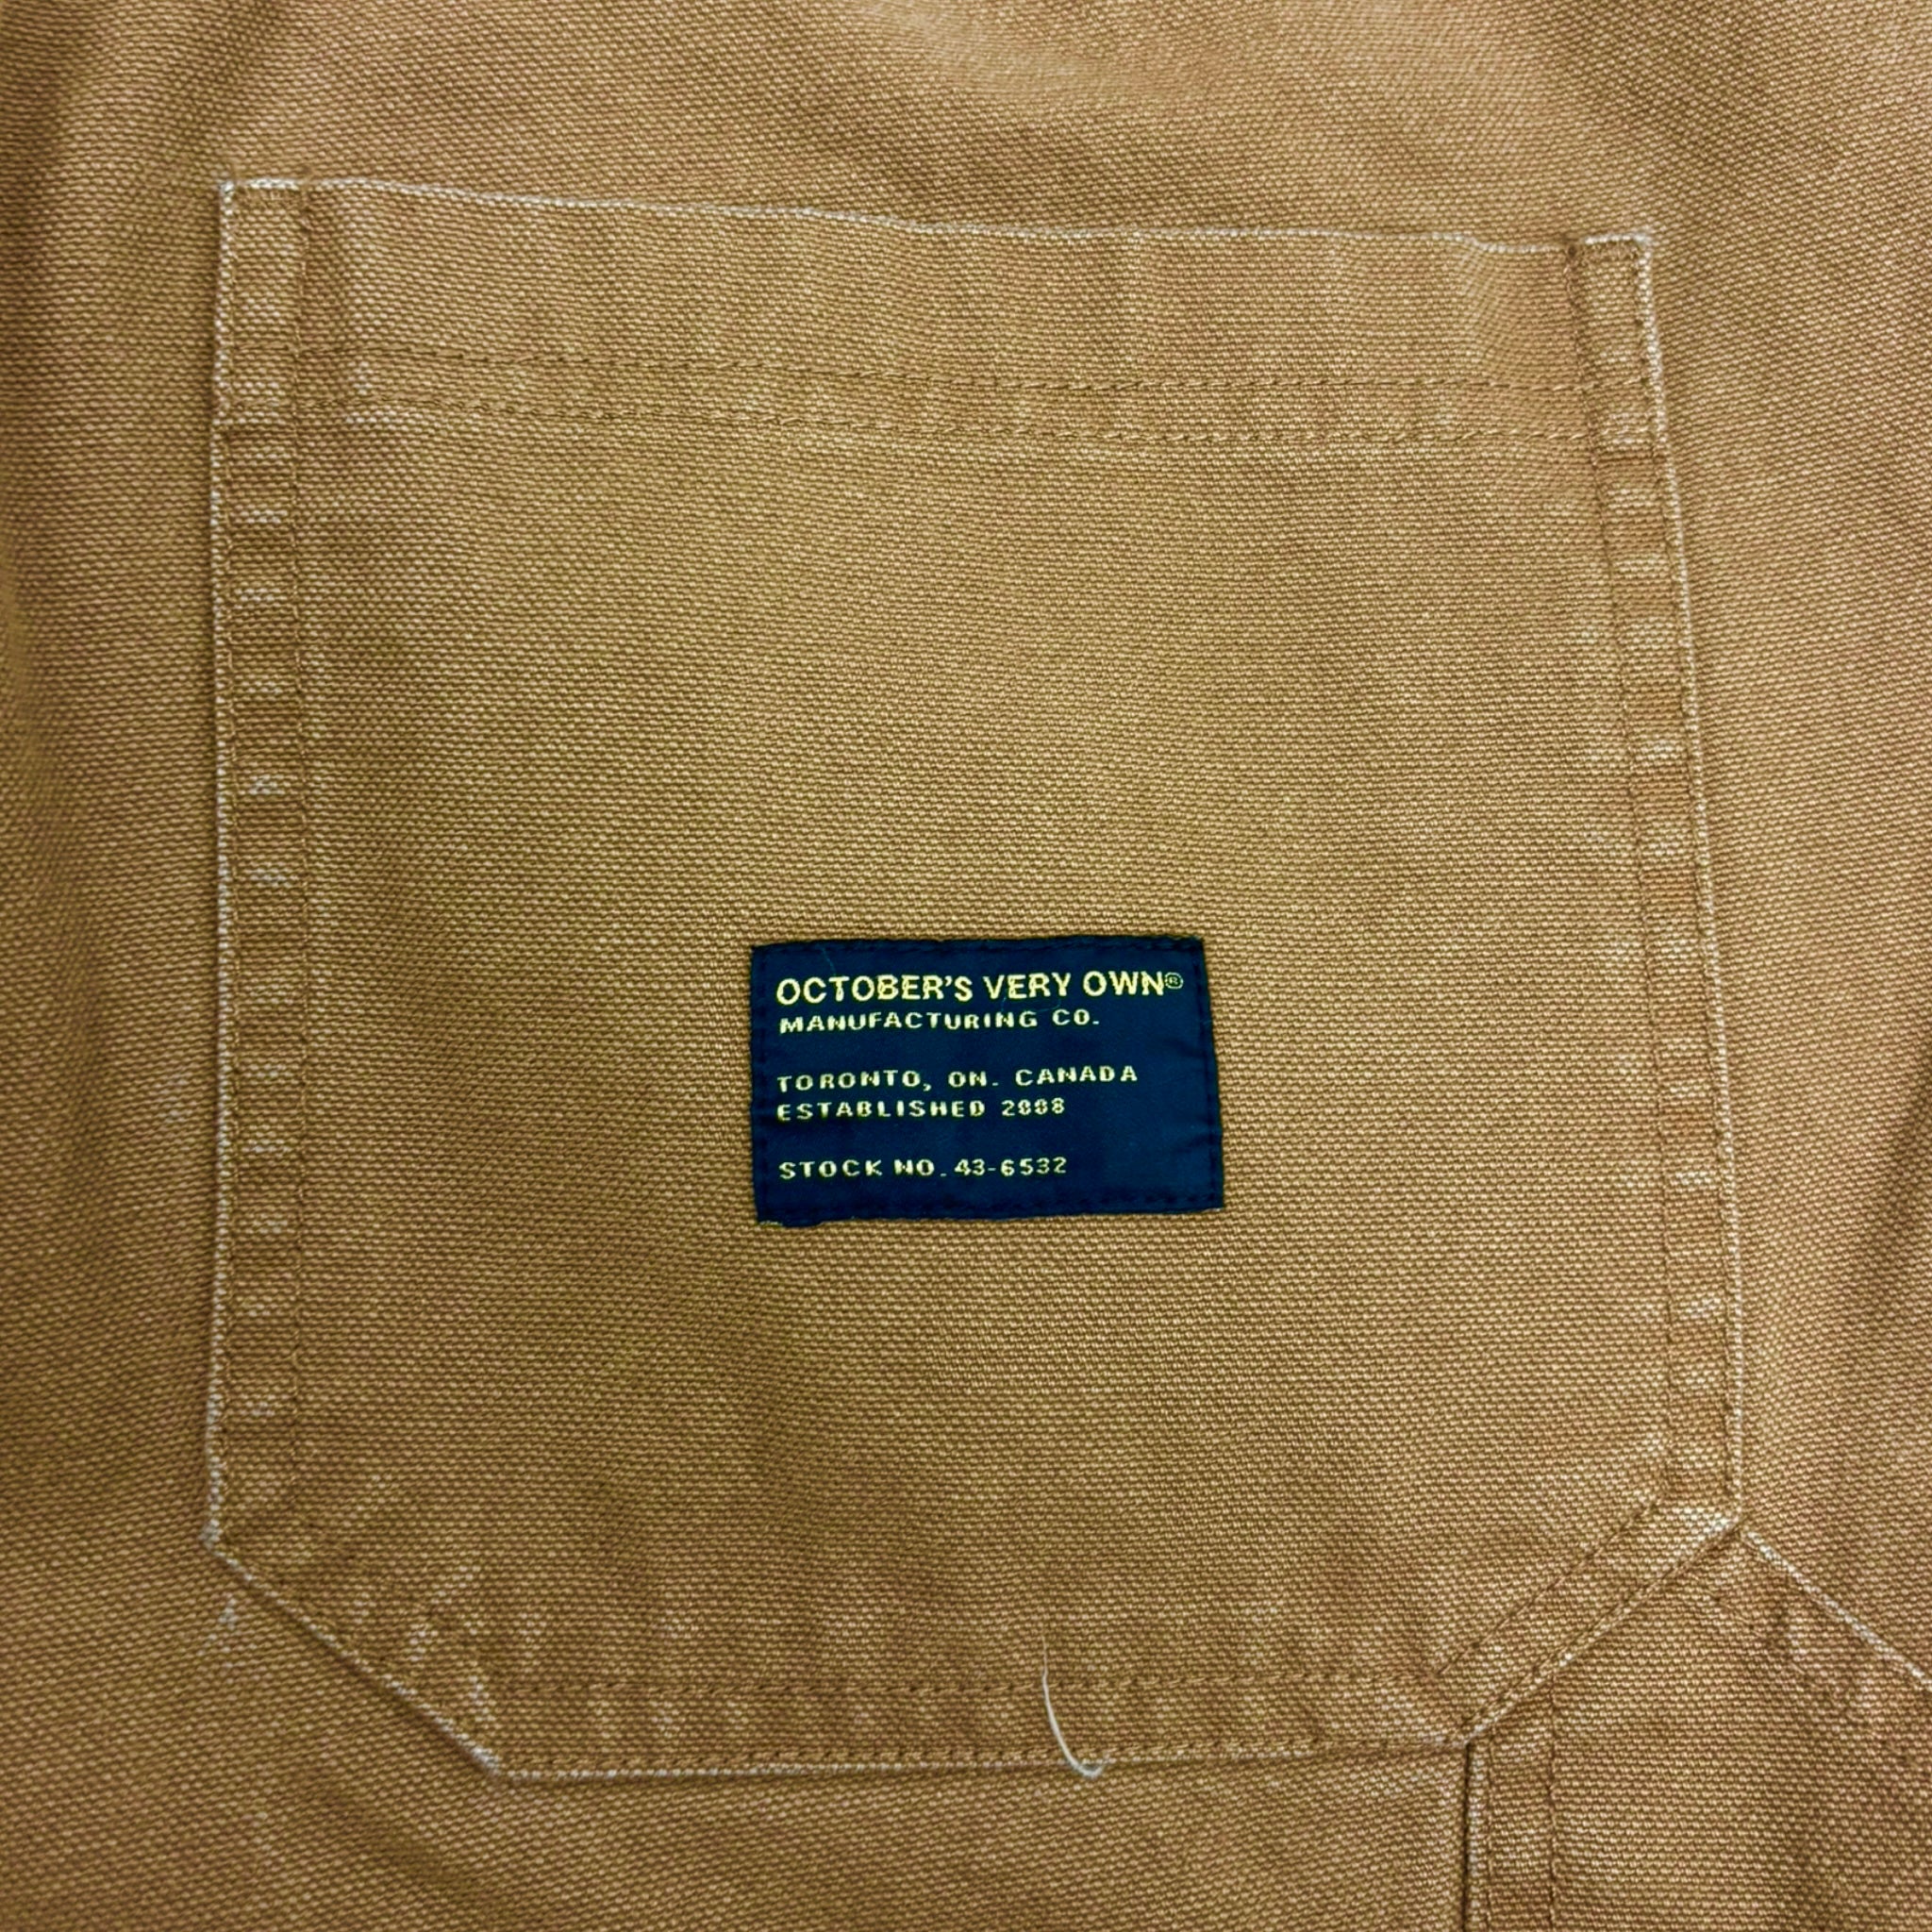 OCTOBER'S VERY OWN®
MANUFACTURING CO.
TORONTO, ON. CANADA
ESTABLISHED 2008
STOCK NO. 43-6532